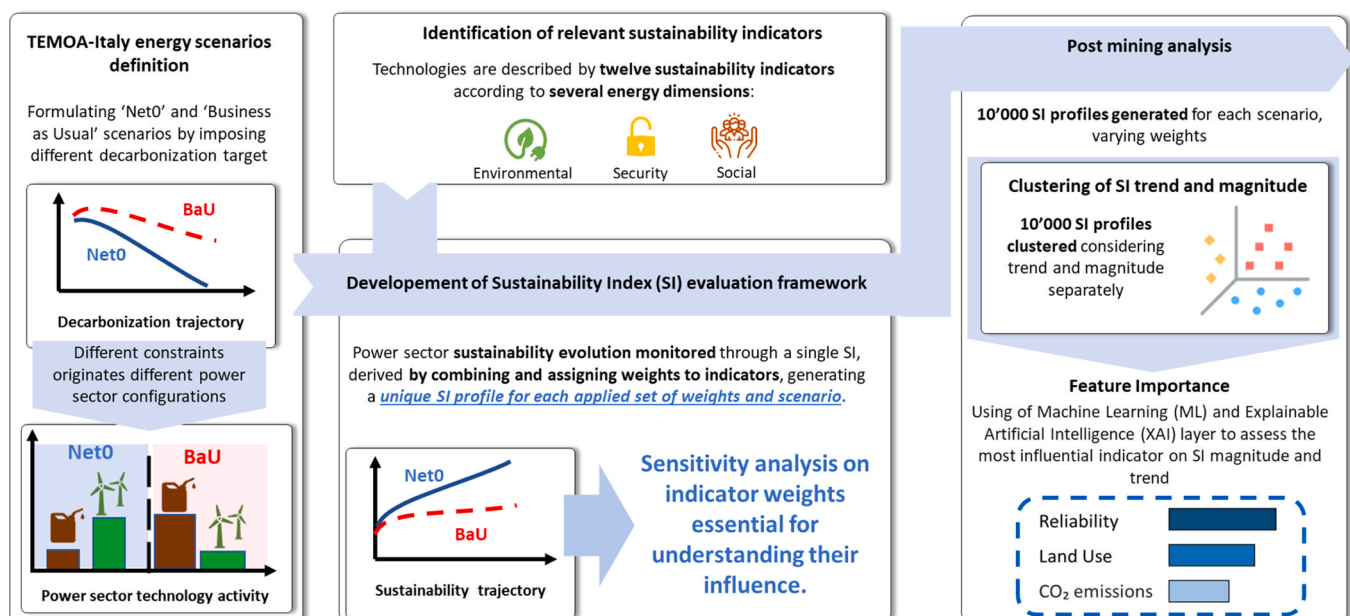 TEMOA-Italy energy scenarios
definition
Formulating ‘Net0’ and ‘Business
as Usual’ scenarios by imposing
different decarbonization target
BaU
Net0
Decarbonization trajectory
Different constraints
originates different power
sector configurations
Net0
BaU
Power sector technology activity
Identification of relevant sustainability indicators
Technologies are described by twelve sustainability indicators
according to several energy dimensions:
Environmental
Security
Social
Developement of Sustainability Index (SI) evaluation framework
Power sector sustainability evolution monitored through a single SI,
derived by combining and assigning weights to indicators, generating
a unique SI profile for each applied set of weights and scenario.
Net0
BaU
Sustainability trajectory
Sensitivity analysis on
indicator weights
essential for
understanding their
influence.
Post mining analysis
10’000 SI profiles generated for each scenario,
varying weights
Clustering of SI trend and magnitude
10’000 SI profiles
clustered considering
trend and magnitude
separately
Feature Importance
Using of Machine Learning (ML) and Explainable
Artificial Intelligence (XAI) layer to assess the
most influential indicator on SI magnitude and
trend
Reliability
Land Use
CO₂ emissions